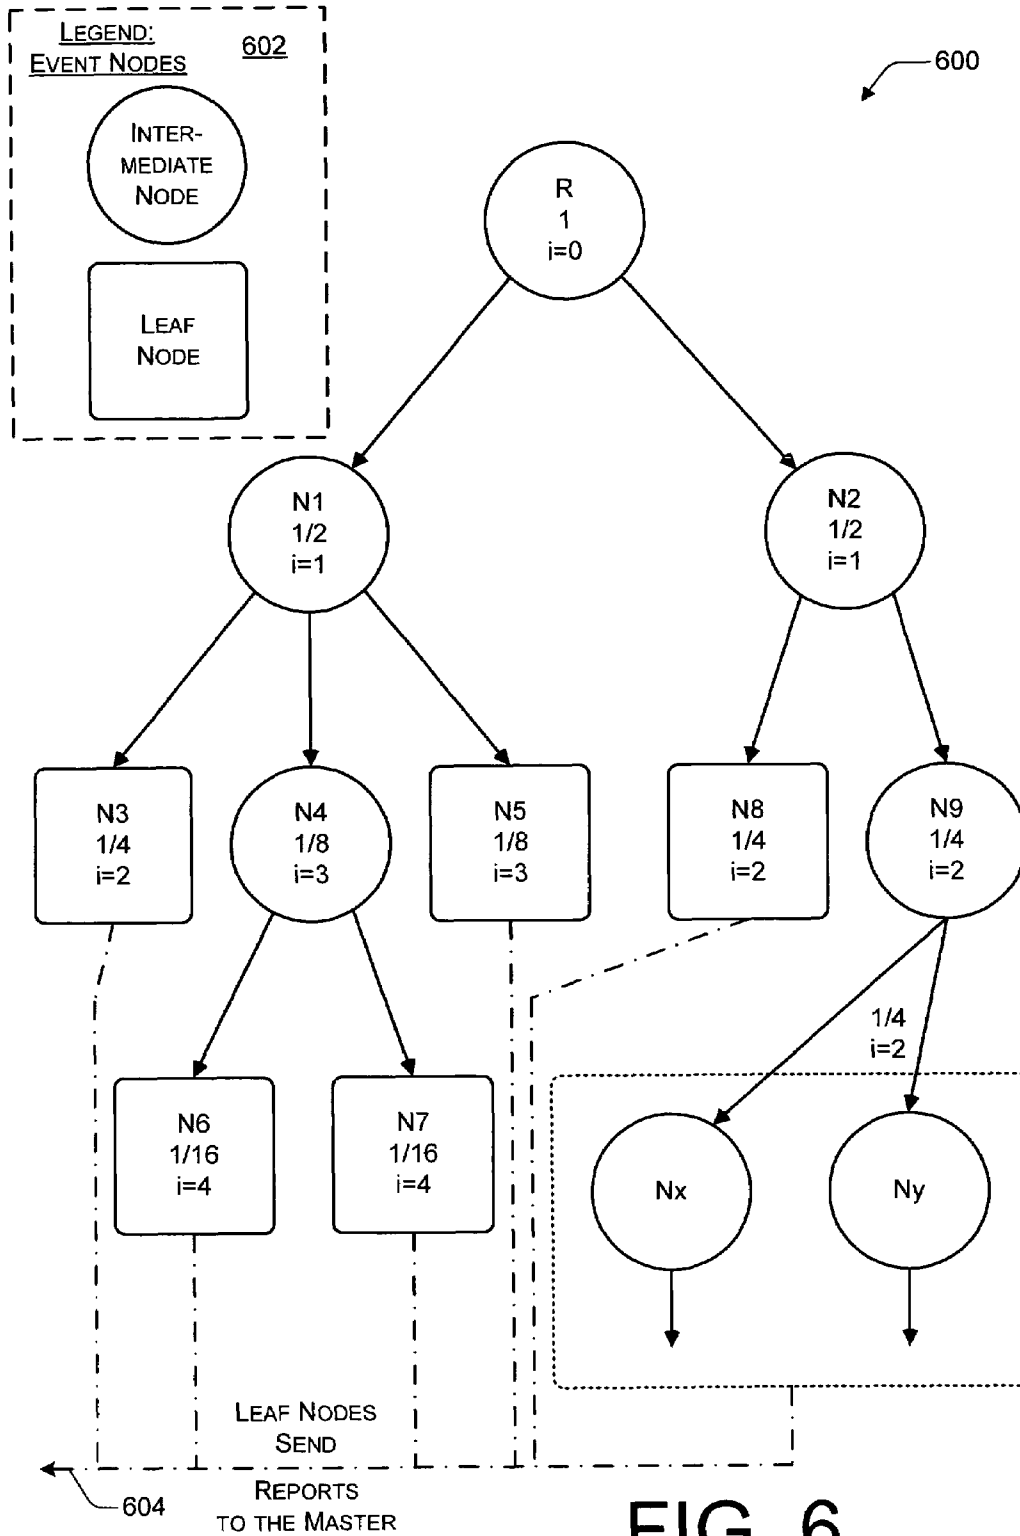 LEGEND:
EVENT NODES
602
INTER-
MEDIATE
NODE
LEAF
NODE
600
R
1
i=0
N1
1/2
i=1
N2
1/2
i=1
N3
1/4
i=2
N4
1/8
i=3
N5
1/8
i=3
N8
1/4
i=2
N9
1/4
i=2
1/4
i=2
N6
1/16
i=4
N7
1/16
i=4
Nx
Ny
LEAF NODES
SEND
REPORTS
TO THE MASTER
604
FIG. 6